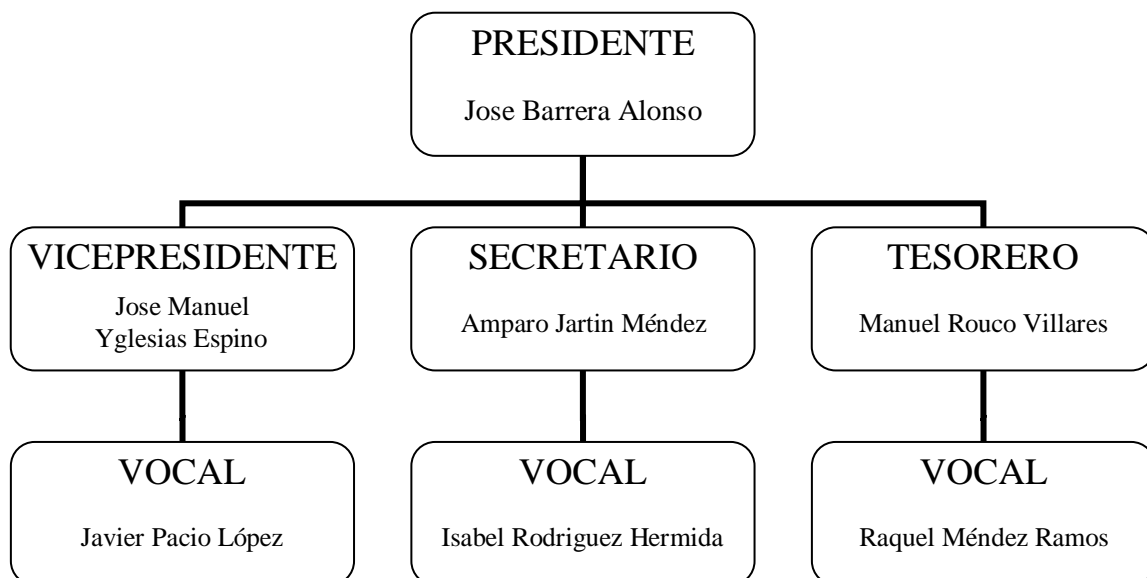 PRESIDENTE
Jose Barrera Alonso
VICEPRESIDENTE
Jose Manuel
Yglesias Espino
SECRETARIO
Amparo Jartin Méndez
TESORERO
Manuel Rouco Villares
VOCAL
Javier Pacio López
VOCAL
Isabel Rodriguez Hermida
VOCAL
Raquel Méndez Ramos